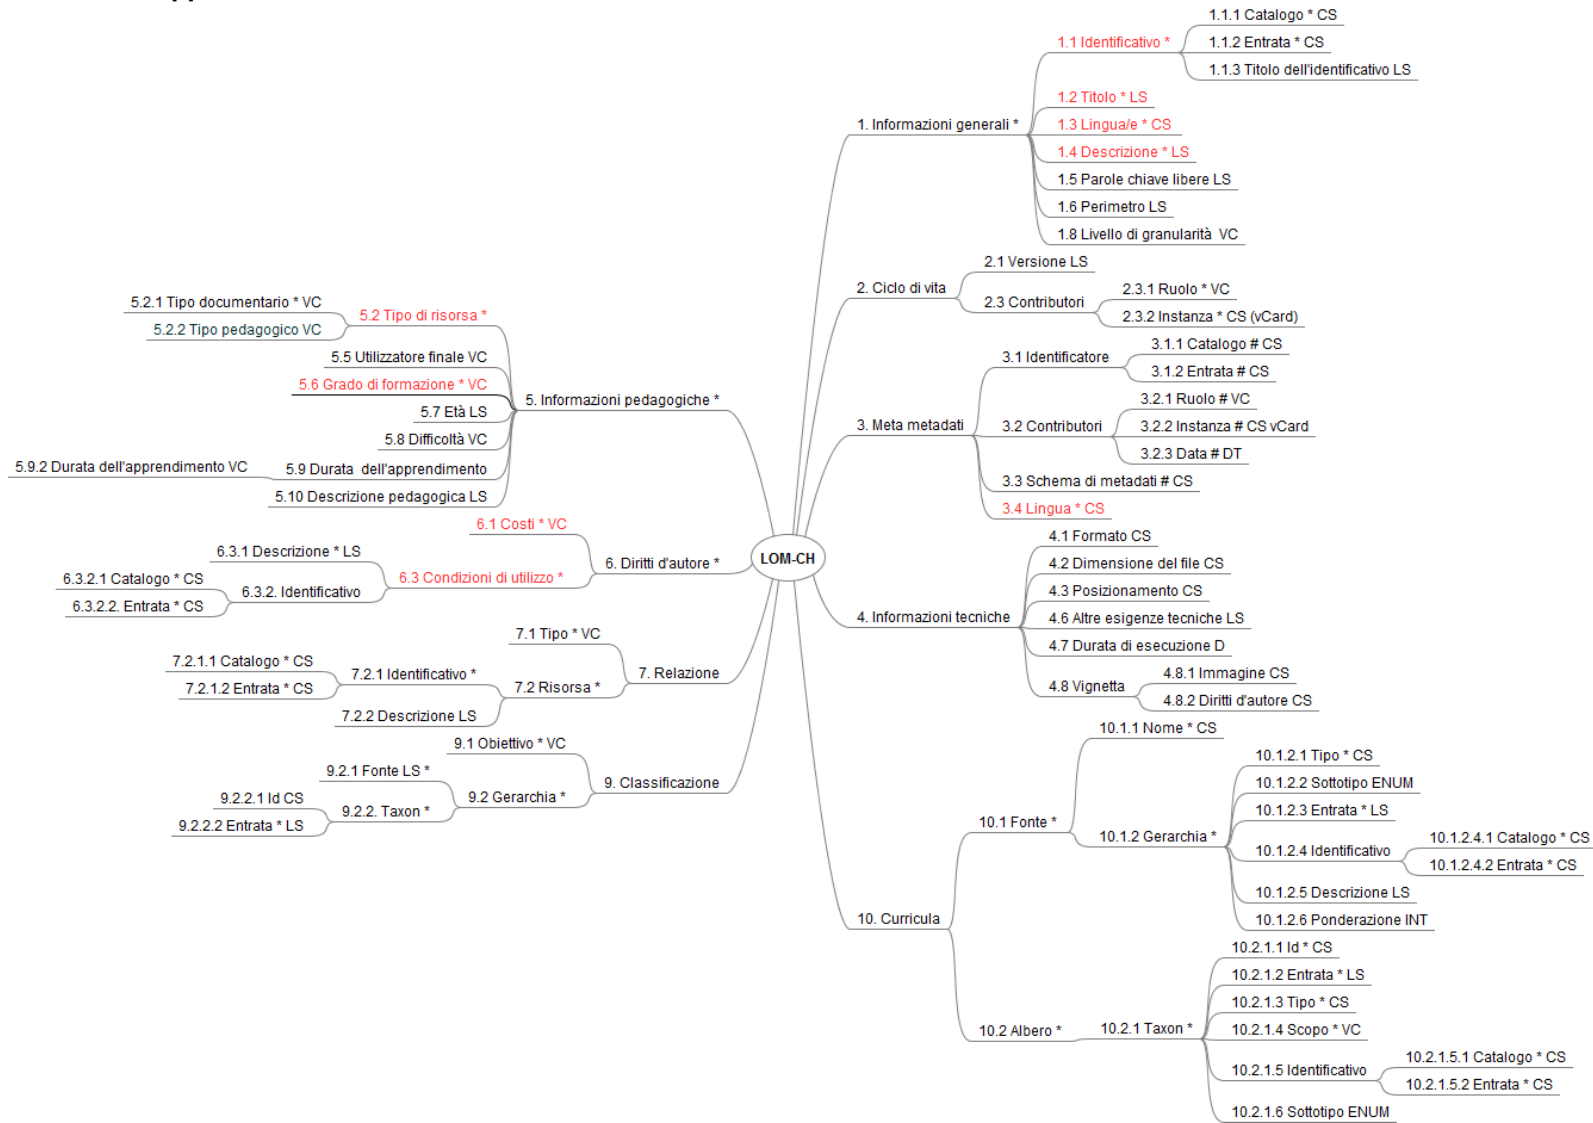 LOM-CH
1. Informazioni generali *
1.1 Identificativo *
1.1.1 Catalogo * CS
1.1.2 Entrata * CS
1.1.3 Titolo dell'identificativo LS
1.2 Titolo * LS
1.3 Lingua/e * CS
1.4 Descrizione * LS
1.5 Parole chiave libere LS
1.6 Perimetro LS
1.8 Livello di granularità VC
2. Ciclo di vita
2.1 Versione LS
2.3 Contributori
2.3.1 Ruolo * VC
2.3.2 Instanza * CS (vCard)
3. Meta metadati
3.1 Identificatore
3.1.1 Catalogo # CS
3.1.2 Entrata # CS
3.2 Contributori
3.2.1 Ruolo # VC
3.2.2 Instanza # CS vCard
3.2.3 Data # DT
3.3 Schema di metadati # CS
3.4 Lingua * CS
4. Informazioni tecniche
4.1 Formato CS
4.2 Dimensione del file CS
4.3 Posizionamento CS
4.6 Altre esigenze tecniche LS
4.7 Durata di esecuzione D
4.8 Vignetta
4.8.1 Immagine CS
4.8.2 Diritti d'autore CS
5. Informazioni pedagogiche *
5.2 Tipo di risorsa *
5.2.1 Tipo documentario * VC
5.2.2 Tipo pedagogico VC
5.5 Utilizzatore finale VC
5.6 Grado di formazione * VC
5.7 Età LS
5.8 Difficoltà VC
5.9 Durata dell'apprendimento
5.9.2 Durata dell'apprendimento VC
5.10 Descrizione pedagogica LS
6. Diritti d'autore *
6.1 Costi * VC
6.3 Condizioni di utilizzo *
6.3.1 Descrizione * LS
6.3.2. Identificativo
6.3.2.1 Catalogo * CS
6.3.2.2. Entrata * CS
7. Relazione
7.1 Tipo * VC
7.2 Risorsa *
7.2.1 Identificativo *
7.2.1.1 Catalogo * CS
7.2.1.2 Entrata * CS
7.2.2 Descrizione LS
9. Classificazione
9.1 Obiettivo * VC
9.2 Gerarchia *
9.2.1 Fonte LS *
9.2.2. Taxon *
9.2.2.1 Id CS
9.2.2.2 Entrata * LS
10. Curricula
10.1 Fonte *
10.1.1 Nome * CS
10.1.2 Gerarchia *
10.1.2.1 Tipo * CS
10.1.2.2 Sottotipo ENUM
10.1.2.3 Entrata * LS
10.1.2.4 Identificativo
10.1.2.4.1 Catalogo * CS
10.1.2.4.2 Entrata * CS
10.1.2.5 Descrizione LS
10.1.2.6 Ponderazione INT
10.2 Albero *
10.2.1 Taxon *
10.2.1.1 Id * CS
10.2.1.2 Entrata * LS
10.2.1.3 Tipo * CS
10.2.1.4 Scopo * VC
10.2.1.5 Identificativo
10.2.1.5.1 Catalogo * CS
10.2.1.5.2 Entrata * CS
10.2.1.6 Sottotipo ENUM